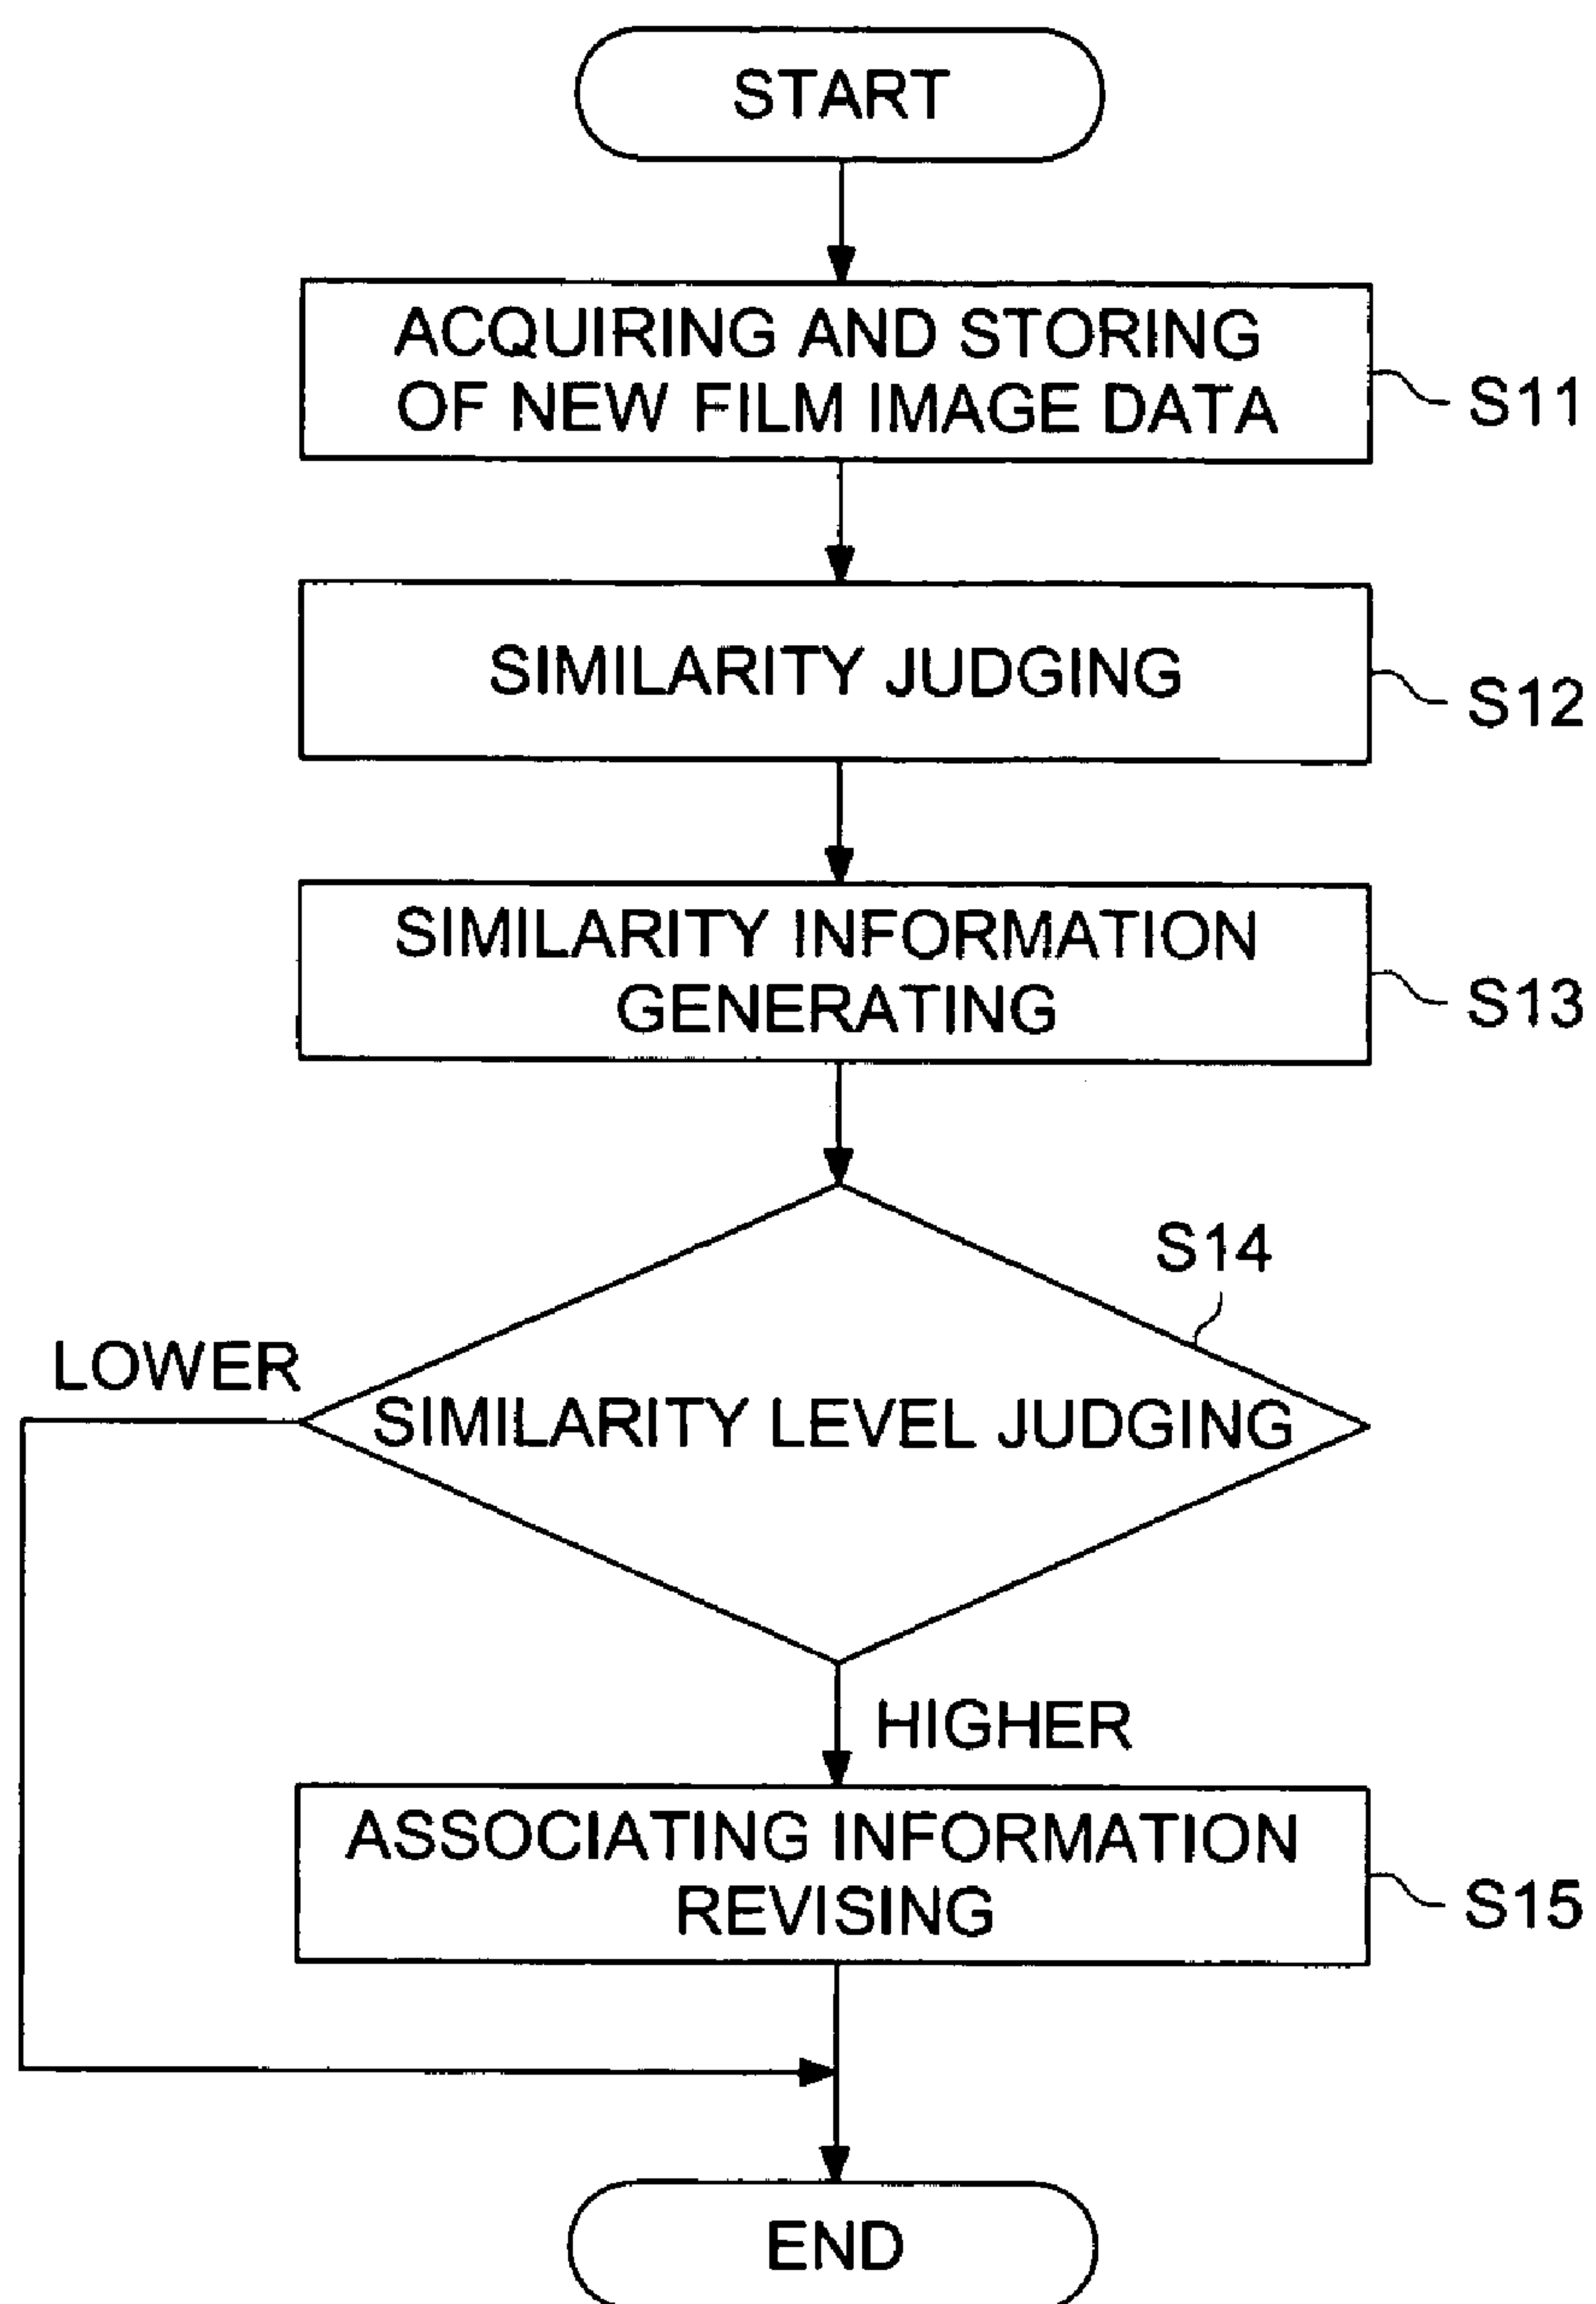 START
ACQUIRING AND STORING
OF NEW FILM IMAGE DATA
S11
SIMILARITY JUDGING
S12
SIMILARITY INFORMATION
GENERATING
S13
S14
LOWER
SIMILARITY LEVEL JUDGING
HIGHER
ASSOCIATING INFORMATION
REVISING
S15
END